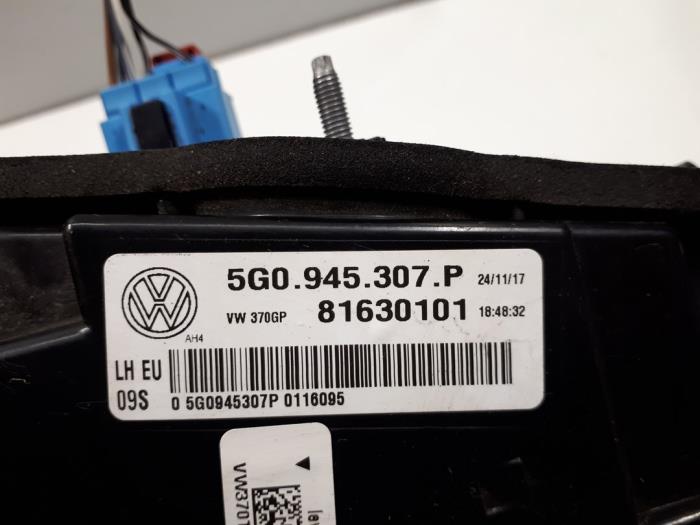 5G0.945.307.P 24/11/17
VW 370GP 81630101 18:48:32
AH4
LH EU
09S 0 5G0945307P 0116095